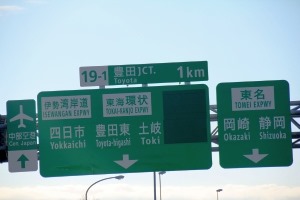 19-1 豊田JCT. 1km
Toyota
伊勢湾岸道
ISEWANGAN EXPWY
四日市
Yokkaichi
東海環状
TOKAI-KANJO EXPWY
豊田東 土岐
Toyota-higashi Toki
東名
TOMEI EXPWY
岡崎 静岡
Okazaki Shizuoka
中部空港
Cen Japan